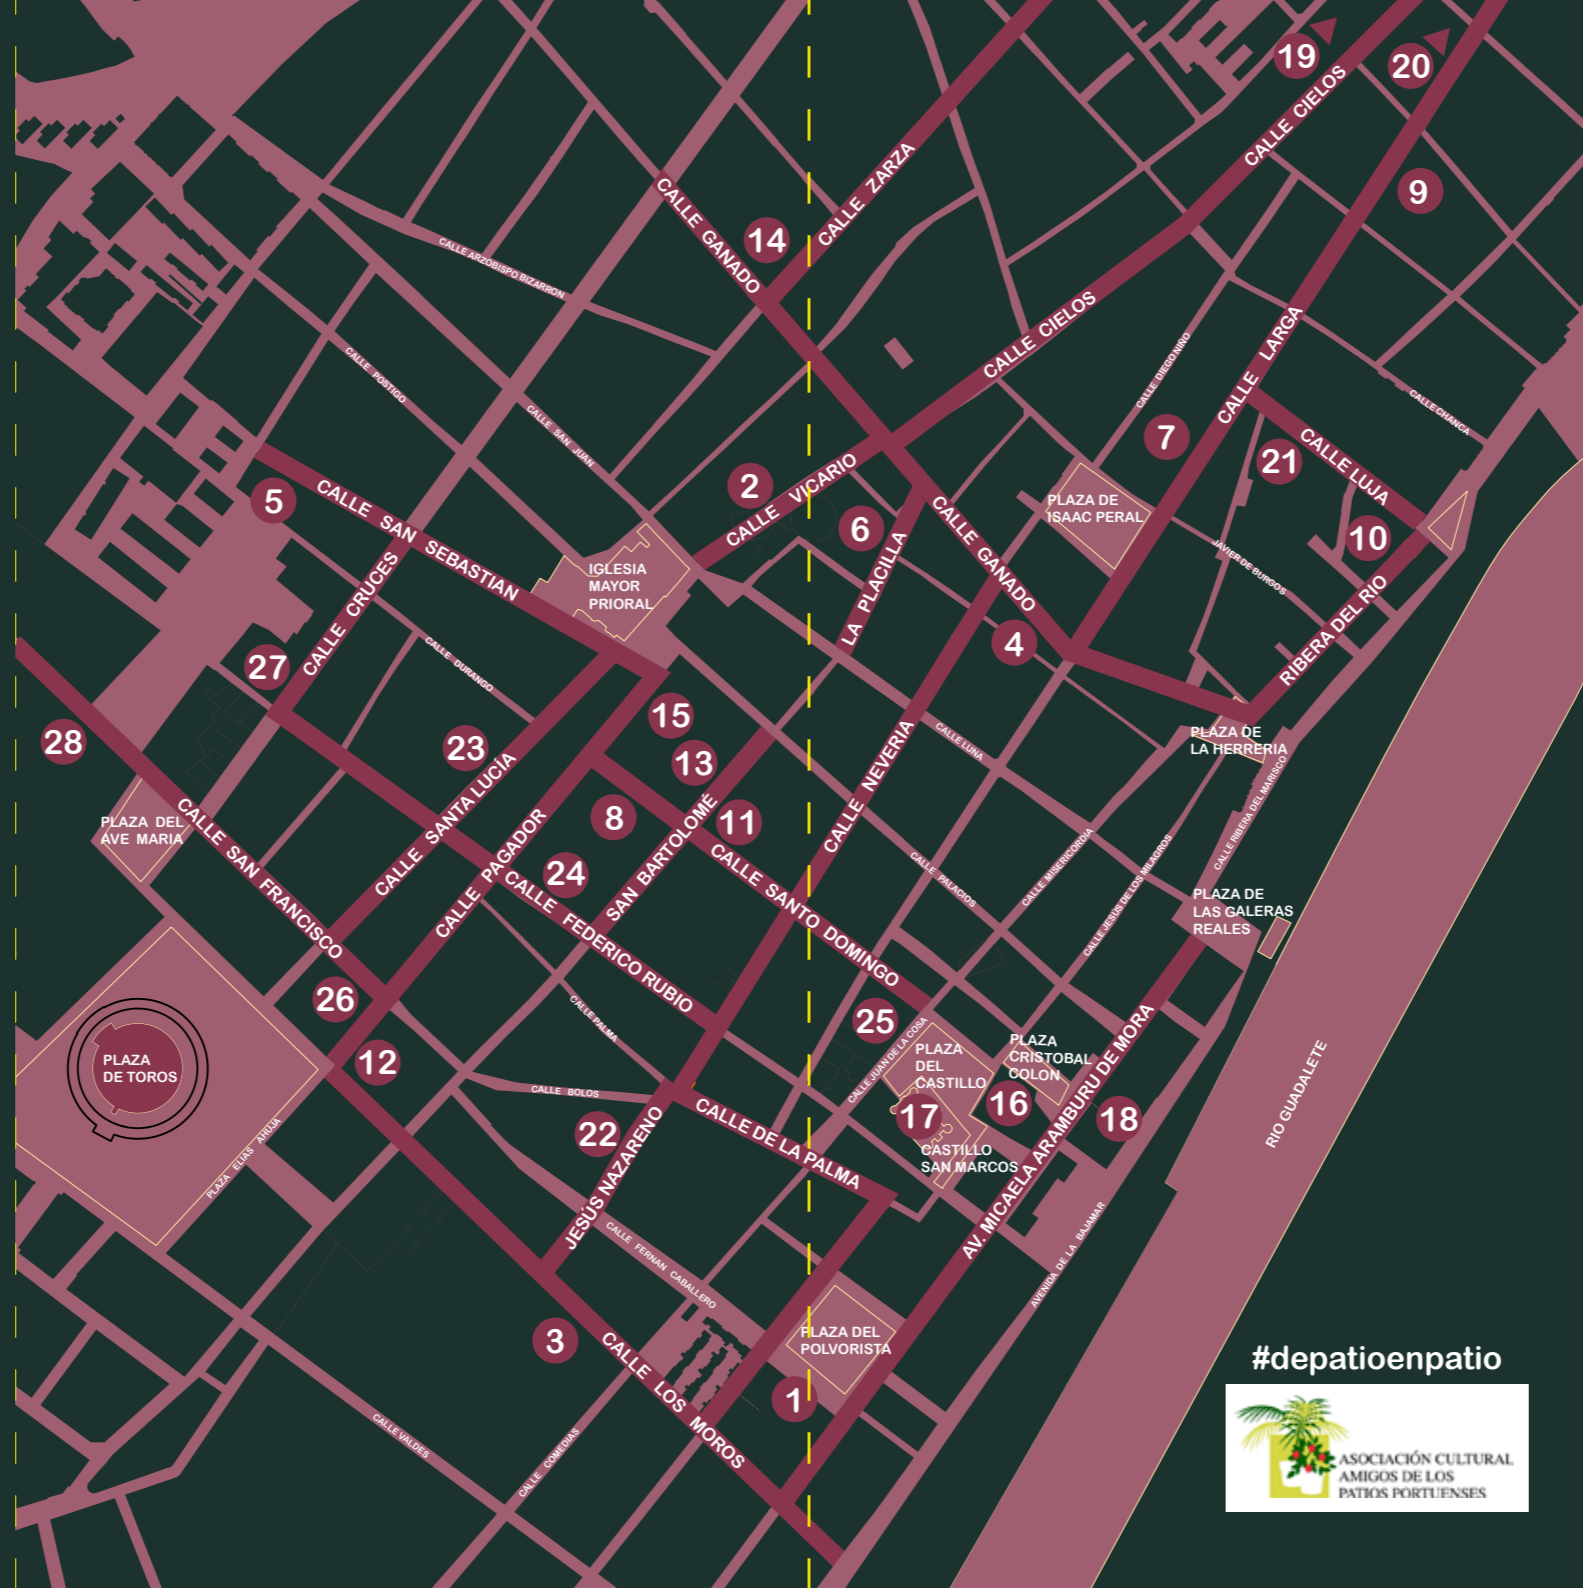 19
20
CALLE CIELOS
9
CALLE ZARZA
CALLE GANADO
14
CALLE ARZOBISPO BIZARRON
CALLE CIELOS
CALLE LARGA
CALLE DIEGO NIÑO
CALLE POSTIGO
CALLE SAN JUAN
CALLE CHANCA
7
21
CALLE LUJA
2
CALLE VICARIO
5
CALLE SAN SEBASTIAN
6
CALLE GANADO
PLAZA DE
ISAAC PERAL
10
JAVIER DE BURGOS
LA PLACILLA
IGLESIA
MAYOR
PRIORAL
CALLE CRUCES
RIBERA DEL RIO
4
27
CALLE DURANGO
15
28
23
13
CALLE LUNA
PLAZA DE
LA HERRERIA
CALLE NEVERIA
CALLE RIBERA DEL MARISCO
CALLE SANTA LUCÍA
8
11
SAN BARTOLOMÉ
PLAZA DEL
AVE MARIA
CALLE SAN FRANCISCO
CALLE PAGADOR
24
CALLE SANTO DOMINGO
CALLE PALACIOS
CALLE MISERICORDIA
CALLE JESÚS DE LOS MILAGROS
PLAZA DE
LAS GALERAS
REALES
CALLE FEDERICO RUBIO
26
CALLE PALMA
25
CALLE JUAN DE LA COSA
12
PLAZA
DE TOROS
PLAZA
DEL
CASTILLO
PLAZA
CRISTOBAL
COLON
CALLE BOLOS
16
17
18
AV. MICAELA ARAMBURU DE MORA
RIO GUADALETE
22
CALLE DE LA PALMA
CASTILLO
SAN MARCOS
PLAZA ELIAS AHUJA
JESÚS NAZARENO
CALLE FERNAN CABALLERO
AVENIDA DE LA BAJAMAR
3
PLAZA DEL
POLVORISTA
1
CALLE LOS MOROS
CALLE VALDES
CALLE COMEDIAS
#depatioenpatio
ASOCIACIÓN CULTURAL
AMIGOS DE LOS
PATIOS PORTUENSES